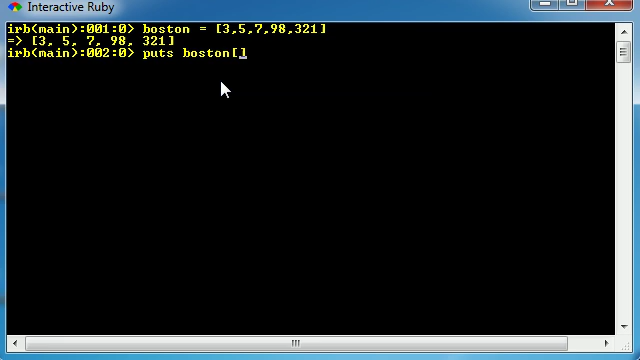 Interactive Ruby
irb(main):001:0> boston = [3,5,7,98,321]
=> [3, 5, 7, 98, 321]
irb(main):002:0> puts boston[]